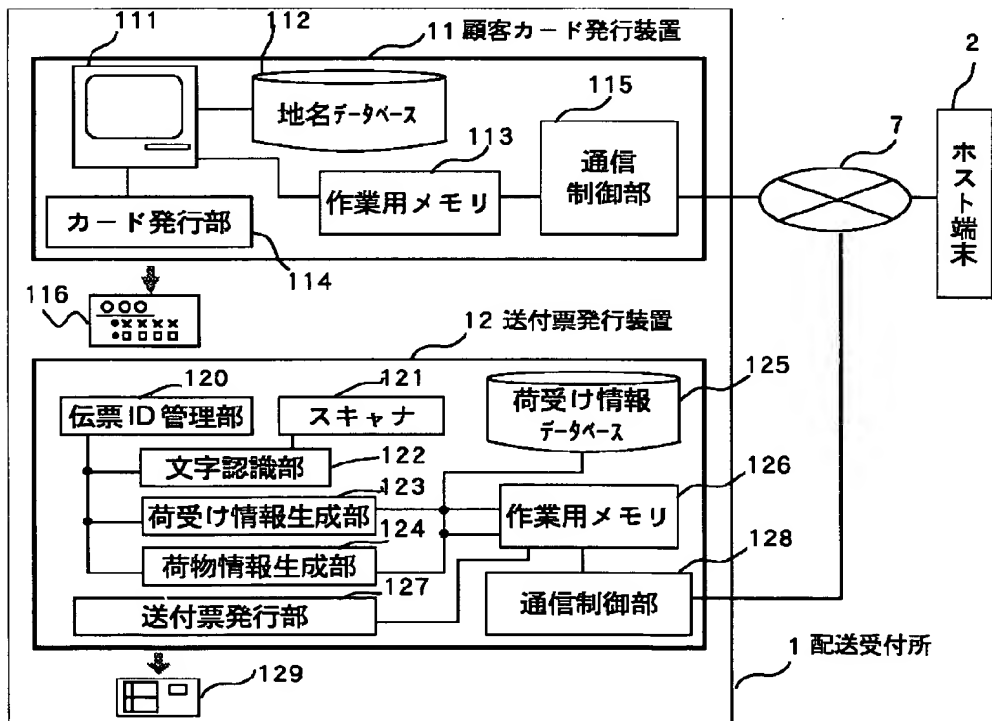 111
112
11 顧客カード発行装置
2
地名データベース
115
7
113
通信
制御部
ホスト端末
作業用メモリ
カード発行部
114
116
12 送付票発行装置
120
121
125
伝票ID管理部
スキャナ
荷受け情報
データベース
文字認識部
122
126
123
荷受け情報生成部
作業用メモリ
124
128
荷物情報生成部
127
通信制御部
送付票発行部
1 配送受付所
129